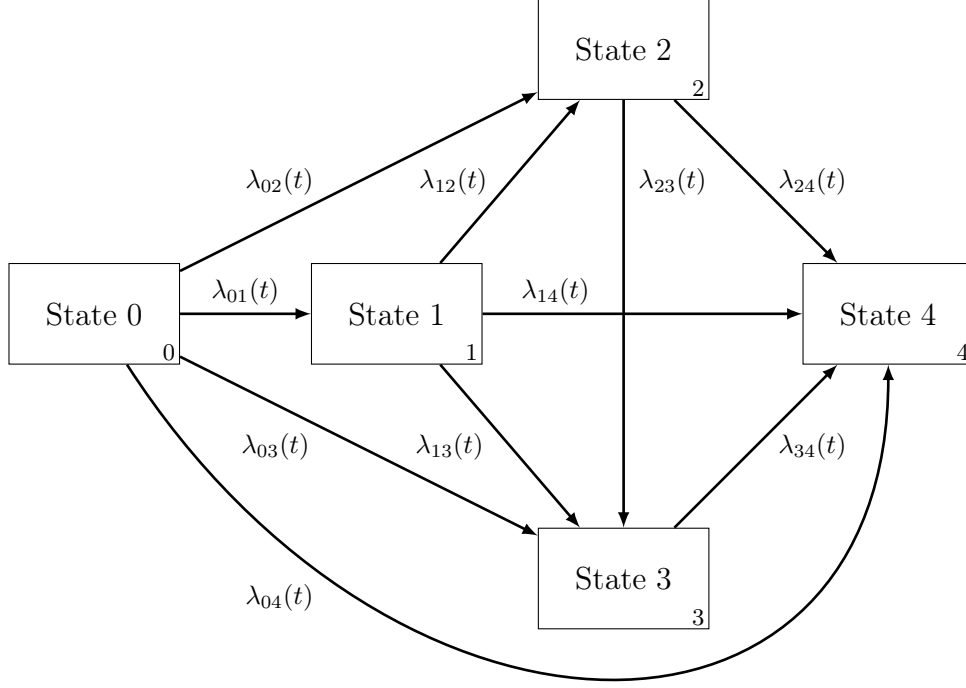 State 2
2
λ02(t)
λ12(t)
λ23(t)
λ24(t)
State 0
0
λ01(t)
State 1
1
λ14(t)
State 4
4
λ03(t)
λ13(t)
λ34(t)
State 3
3
λ04(t)